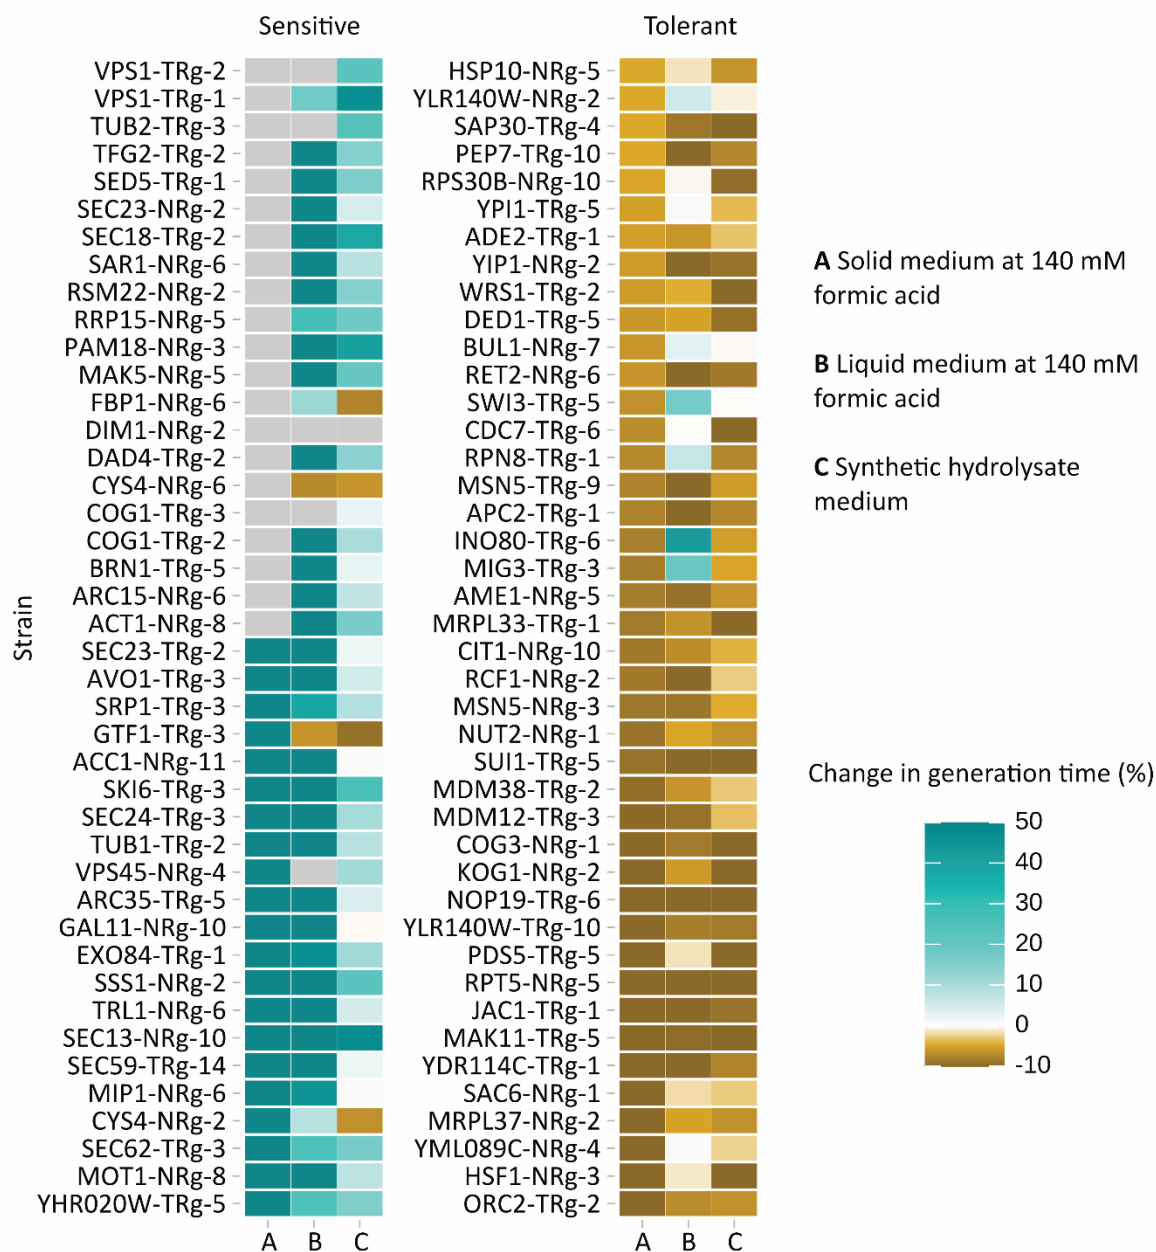 Sensitive
Tolerant
Strain
VPS1-TRg-2
VPS1-TRg-1
TUB2-TRg-3
TFG2-TRg-2
SED5-TRg-1
SEC23-NRg-2
SEC18-TRg-2
SAR1-NRg-6
RSM22-NRg-2
RRP15-NRg-5
PAM18-NRg-3
MAK5-NRg-5
FBP1-NRg-6
DIM1-NRg-2
DAD4-TRg-2
CYS4-NRg-6
COG1-TRg-3
COG1-TRg-2
BRN1-TRg-5
ARC15-NRg-6
ACT1-NRg-8
SEC23-TRg-2
AVO1-TRg-3
SRP1-TRg-3
GTF1-TRg-3
ACC1-NRg-11
SKI6-TRg-3
SEC24-TRg-3
TUB1-TRg-2
VPS45-NRg-4
ARC35-TRg-5
GAL11-NRg-10
EXO84-TRg-1
SSS1-NRg-2
TRL1-NRg-6
SEC13-NRg-10
SEC59-TRg-14
MIP1-NRg-6
CYS4-NRg-2
SEC62-TRg-3
MOT1-NRg-8
YHR020W-TRg-5
A B C
HSP10-NRg-5
YLR140W-NRg-2
SAP30-TRg-4
PEP7-TRg-10
RPS30B-NRg-10
YPI1-TRg-5
ADE2-TRg-1
YIP1-NRg-2
WRS1-TRg-2
DED1-TRg-5
BUL1-NRg-7
RET2-NRg-6
SWI3-TRg-5
CDC7-TRg-6
RPN8-TRg-1
MSN5-TRg-9
APC2-TRg-1
INO80-TRg-6
MIG3-TRg-3
AME1-NRg-5
MRPL33-TRg-1
CIT1-NRg-10
RCF1-NRg-2
MSN5-NRg-3
NUT2-NRg-1
SUI1-TRg-5
MDM38-TRg-2
MDM12-TRg-3
COG3-NRg-1
KOG1-NRg-2
NOP19-TRg-6
YLR140W-TRg-10
PDS5-TRg-5
RPT5-NRg-5
JAC1-TRg-1
MAK11-TRg-5
YDR114C-TRg-1
SAC6-NRg-1
MRPL37-NRg-2
YML089C-NRg-4
HSF1-NRg-3
ORC2-TRg-2
A B C
A Solid medium at 140 mM
formic acid
B Liquid medium at 140 mM
formic acid
C Synthetic hydrolysate
medium
Change in generation time (%)
50
40
30
20
10
0
-10